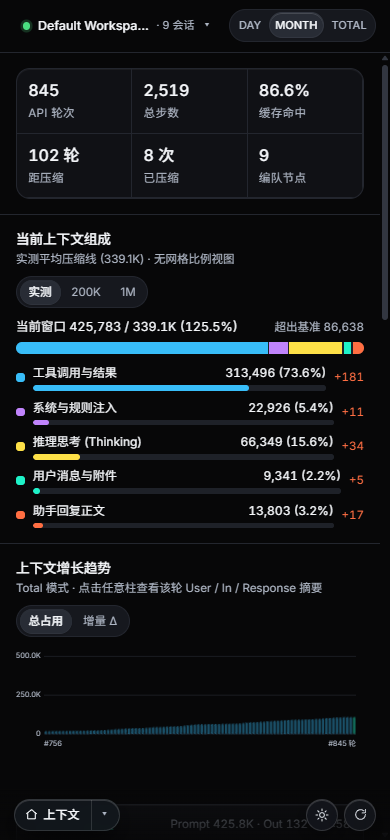 Default Workspa... · 9 会话 ▾ DAY MONTH TOTAL
845 2,519 86.6%
API 轮次 总步数 缓存命中
102 轮 8 次 9
距压缩 已压缩 编队节点
当前上下文组成
实测平均压缩线 (339.1K) · 无网格比例视图
实测 200K 1M
当前窗口 425,783 / 339.1K (125.5%) 超出基准 86,638
工具调用与结果 313,496 (73.6%) +181
系统与规则注入 22,926 (5.4%) +11
推理思考 (Thinking) 66,349 (15.6%) +34
用户消息与附件 9,341 (2.2%) +5
助手回复正文 13,803 (3.2%) +17
上下文增长趋势
Total 模式 · 点击任意柱查看该轮 User / In / Response 摘要
总占用 增量 Δ
500.0K
250.0K
0
#756 #845 轮
上下文 ▾ Prompt 425.8K · Out 132